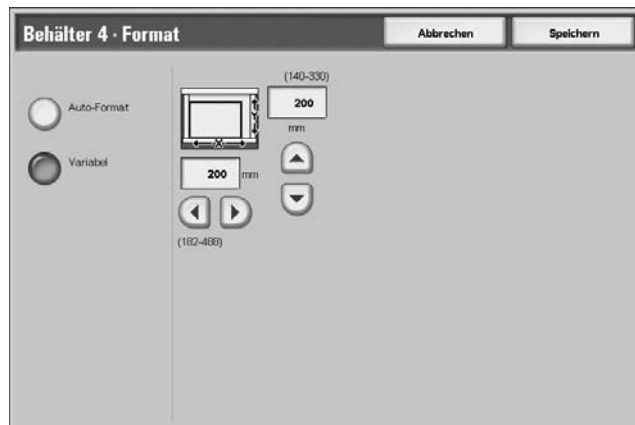 Behälter 4 · Format
Abbrechen
Speichern
Auto-Format
Variabel
(140-330)
200
mm
X
200 mm
(182-488)